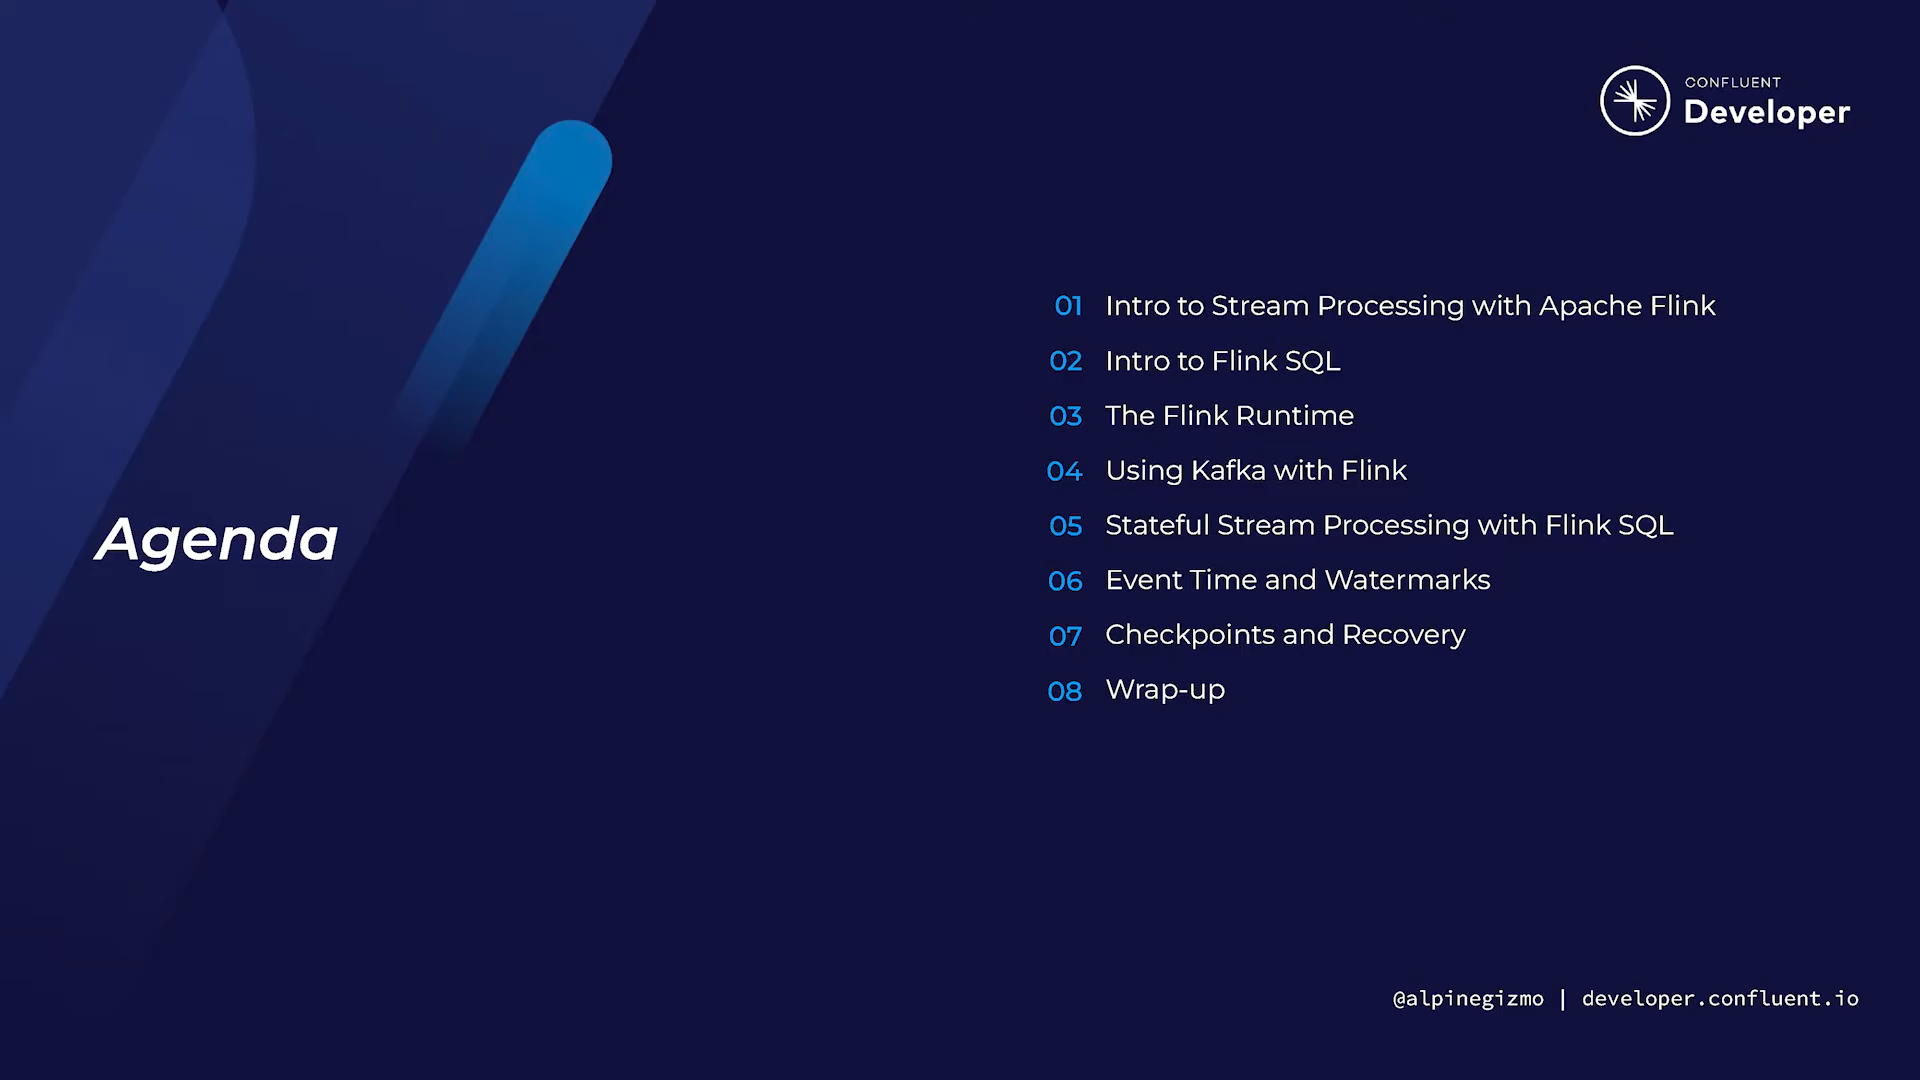 CONFLUENT
Developer
Agenda
01 Intro to Stream Processing with Apache Flink
02 Intro to Flink SQL
03 The Flink Runtime
04 Using Kafka with Flink
05 Stateful Stream Processing with Flink SQL
06 Event Time and Watermarks
07 Checkpoints and Recovery
08 Wrap-up
@alpinegizmo | developer.confluent.io